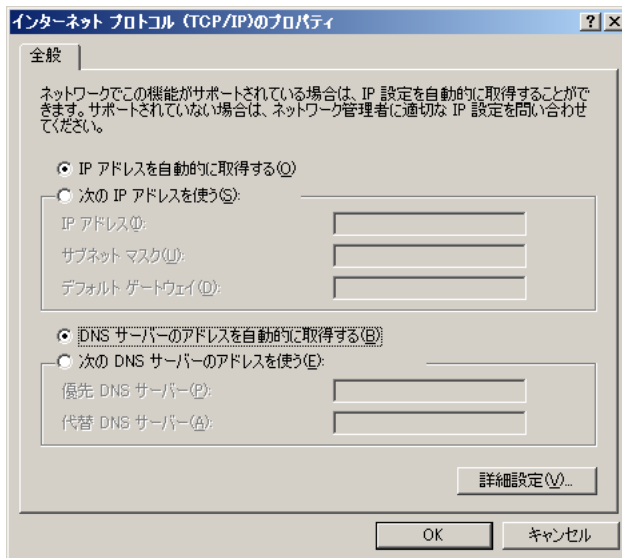 インターネット プロトコル (TCP/IP)のプロパティ
全般
ネットワークでこの機能がサポートされている場合は、IP 設定を自動的に取得することがで
きます。サポートされていない場合は、ネットワーク管理者に適切な IP 設定を問い合わせ
てください。
IP アドレスを自動的に取得する(O)
次の IP アドレスを使う(S):
IP アドレス(I):
サブネット マスク(U):
デフォルト ゲートウェイ(D):
DNS サーバーのアドレスを自動的に取得する(B)
次の DNS サーバーのアドレスを使う(E):
優先 DNS サーバー(P):
代替 DNS サーバー(A):
詳細設定(V)...
OK
キャンセル